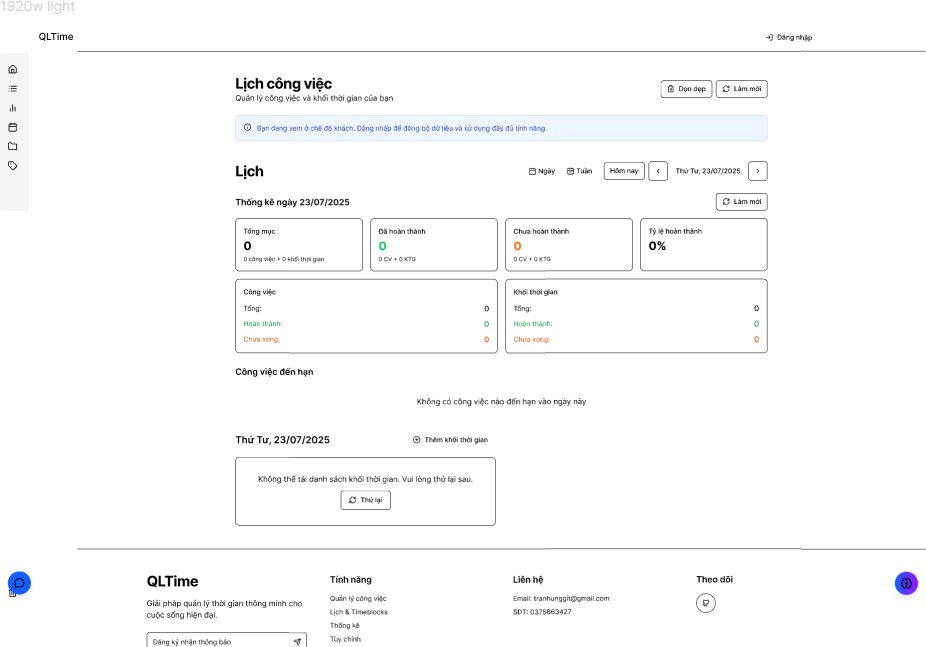 1920w light
QLTime
Đăng nhập
Lịch công việc
Quản lý công việc và khối thời gian của bạn
Dọn dẹp
Làm mới
Bạn đang xem ở chế độ khách. Đăng nhập để đồng bộ dữ liệu và sử dụng đầy đủ tính năng.
Lịch
Ngày
Tuần
Hôm nay
Thứ Tư, 23/07/2025
Thống kê ngày 23/07/2025
Làm mới
Tổng mục
0
0 công việc + 0 khối thời gian
Đã hoàn thành
0
0 CV + 0 KTG
Chưa hoàn thành
0
0 CV + 0 KTG
Tỷ lệ hoàn thành
0%
Công việc
Tổng: 0
Hoàn thành: 0
Chưa xong: 0
Khối thời gian
Tổng: 0
Hoàn thành: 0
Chưa xong: 0
Công việc đến hạn
Không có công việc nào đến hạn vào ngày này
Thứ Tư, 23/07/2025
Thêm khối thời gian
Không thể tải danh sách khối thời gian. Vui lòng thử lại sau.
Thử lại
QLTime
Giải pháp quản lý thời gian thông minh cho
cuộc sống hiện đại.
Đăng ký nhận thông báo
Tính năng
Quản lý công việc
Lịch & Timeblocks
Thống kê
Tùy chỉnh
Liên hệ
Email: tranhunggit@gmail.com
SĐT: 0375663427
Theo dõi